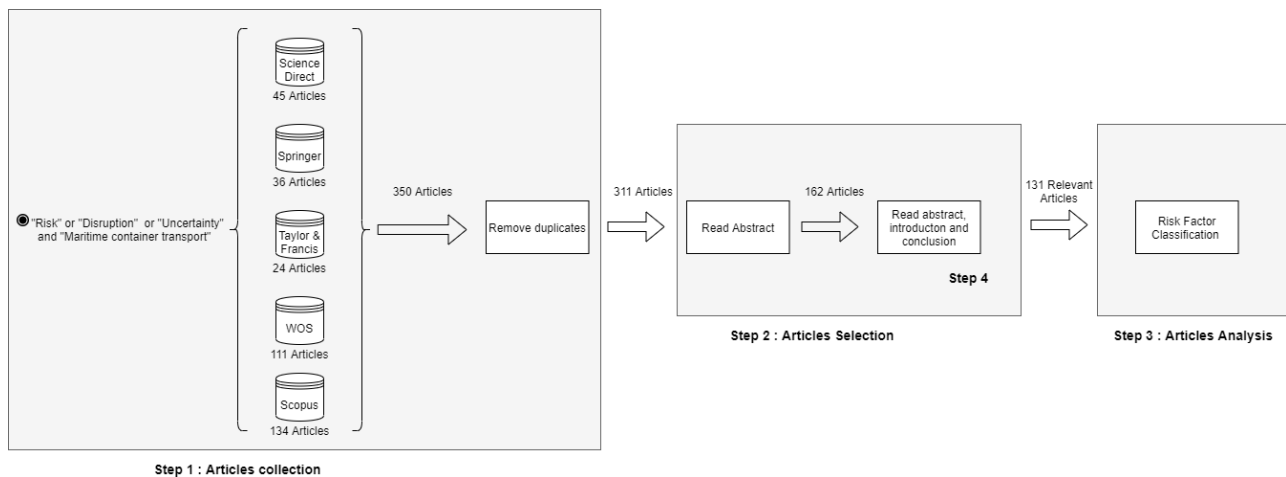 Science
Direct
45 Articles
Springer
36 Articles
"Risk" or "Disruption" or "Uncertainty"
and "Maritime container transport"
Taylor &
Francis
24 Articles
WOS
111 Articles
Scopus
134 Articles
350 Articles
Remove duplicates
Step 1 : Articles collection
311 Articles
Read Abstract
162 Articles
Read abstract,
introducton and
conclusion
Step 4
Step 2 : Articles Selection
131 Relevant
Articles
Risk Factor
Classification
Step 3 : Articles Analysis